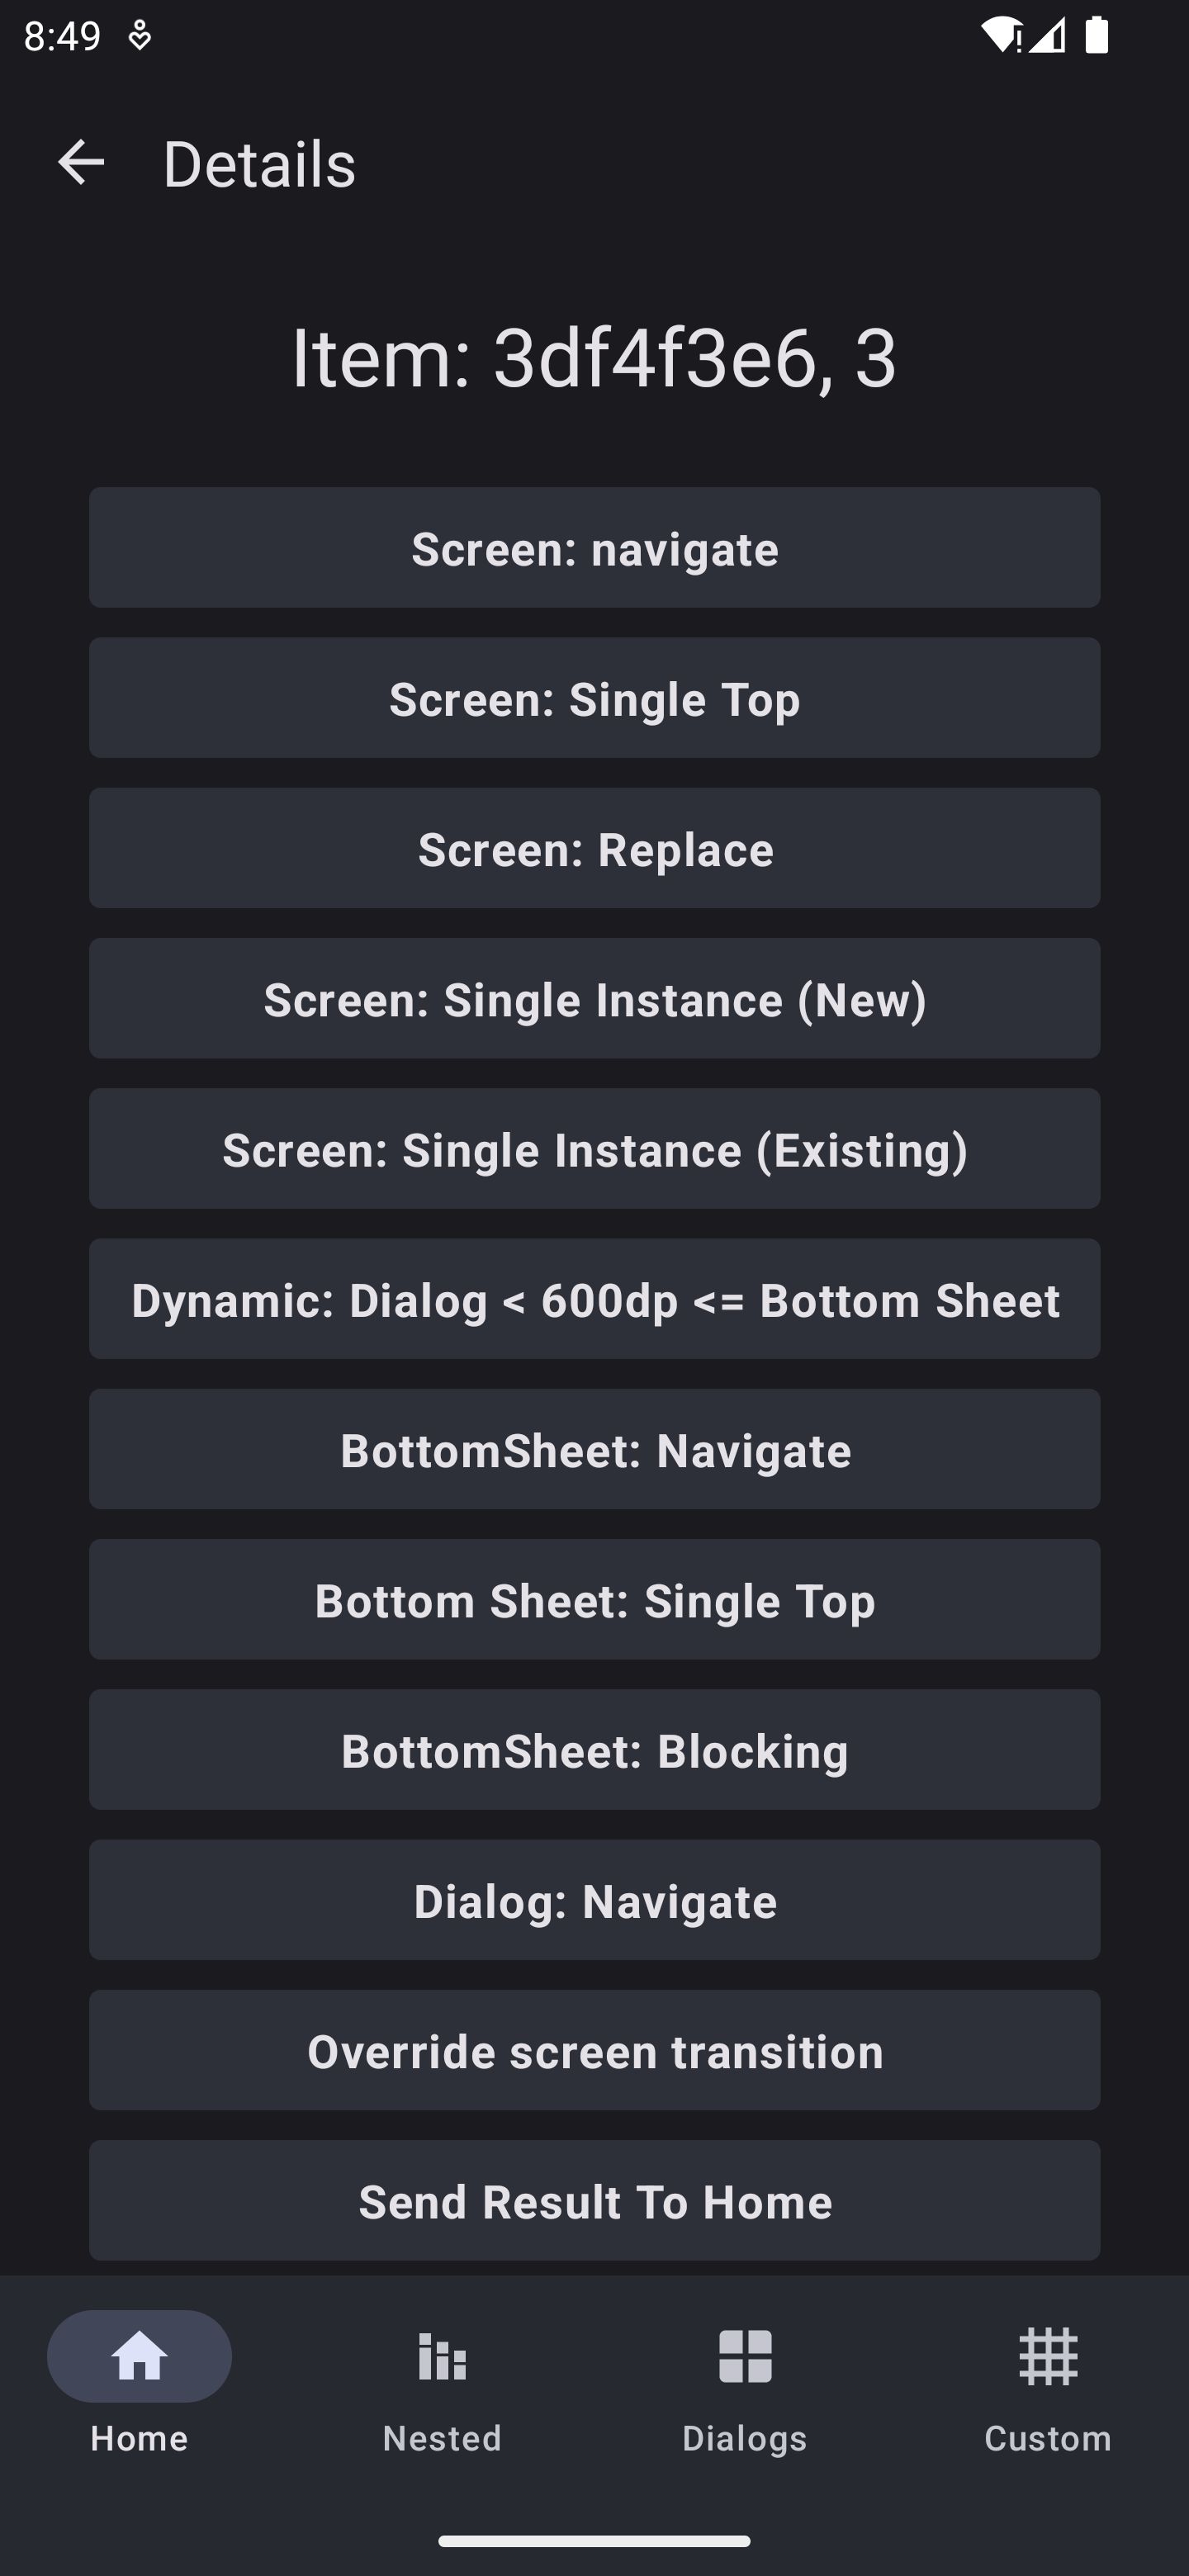 8:49
Details
Item: 3df4f3e6, 3
Screen: navigate
Screen: Single Top
Screen: Replace
Screen: Single Instance (New)
Screen: Single Instance (Existing)
Dynamic: Dialog < 600dp <= Bottom Sheet
BottomSheet: Navigate
Bottom Sheet: Single Top
BottomSheet: Blocking
Dialog: Navigate
Override screen transition
Send Result To Home
Home
Nested
Dialogs
Custom